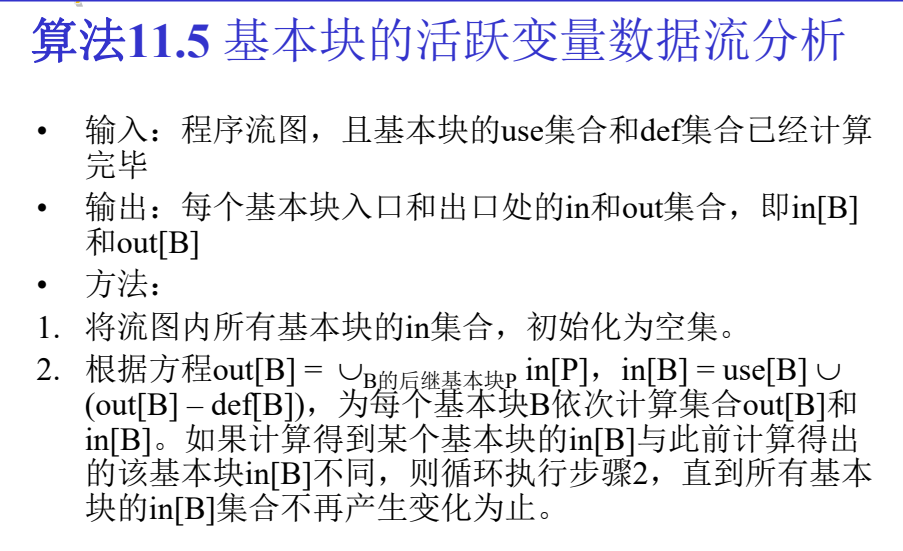 算法11.5 基本块的活跃变量数据流分析
• 输入：程序流图，且基本块的use集合和def集合已经计算
完毕
• 输出：每个基本块入口和出口处的in和out集合，即in[B]
和out[B]
• 方法：
1. 将流图内所有基本块的in集合，初始化为空集。
2. 根据方程out[B] = ∪B的后继基本块P in[P]，in[B] = use[B] ∪
(out[B] – def[B])，为每个基本块B依次计算集合out[B]和
in[B]。如果计算得到某个基本块的in[B]与此前计算得出
的该基本块in[B]不同，则循环执行步骤2，直到所有基本
块的in[B]集合不再产生变化为止。